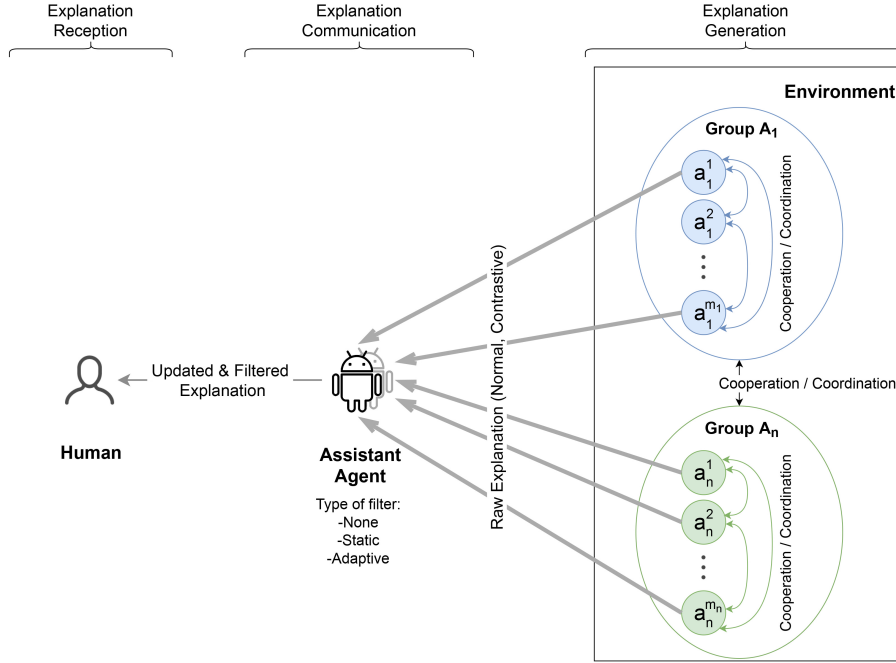 Explanation
Reception
Explanation
Communication
Explanation
Generation
Environment
Group A₁
a₁¹
a₁²
a₁ᵐ¹
Cooperation / Coordination
Raw Explanation (Normal, Contrastive)
Updated & Filtered
Explanation
Human
Assistant
Agent
Type of filter:
-None
-Static
-Adaptive
Cooperation / Coordination
Group Aₙ
aₙ¹
aₙ²
aₙᵐⁿ
Cooperation / Coordination